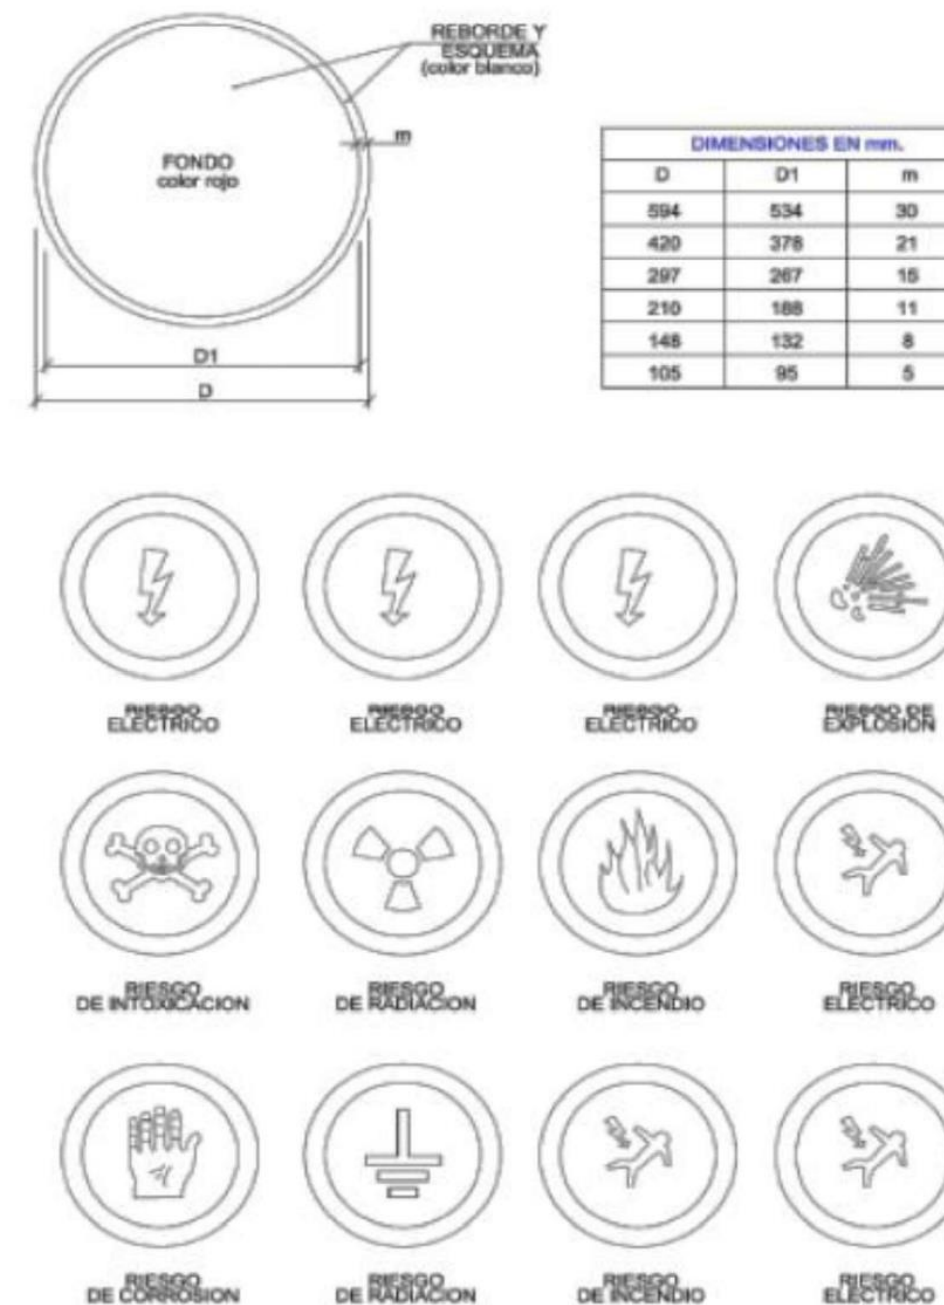 REBORDE Y
ESQUEMA
(color blanco)
m
FONDO
color rojo
D1
D
DIMENSIONES EN mm.
D D1 m
594 534 30
420 378 21
297 267 15
210 188 11
148 132 8
105 95 5
RIESGO RIESGO RIESGO RIESGO DE
ELECTRICO ELECTRICO ELECTRICO EXPLOSION
RIESGO RIESGO RIESGO RIESGO
DE INTOXICACION DE RADIACION DE INCENDIO ELECTRICO
RIESGO RIESGO RIESGO RIESGO
DE CORROSION DE RADIACION DE INCENDIO ELECTRICO